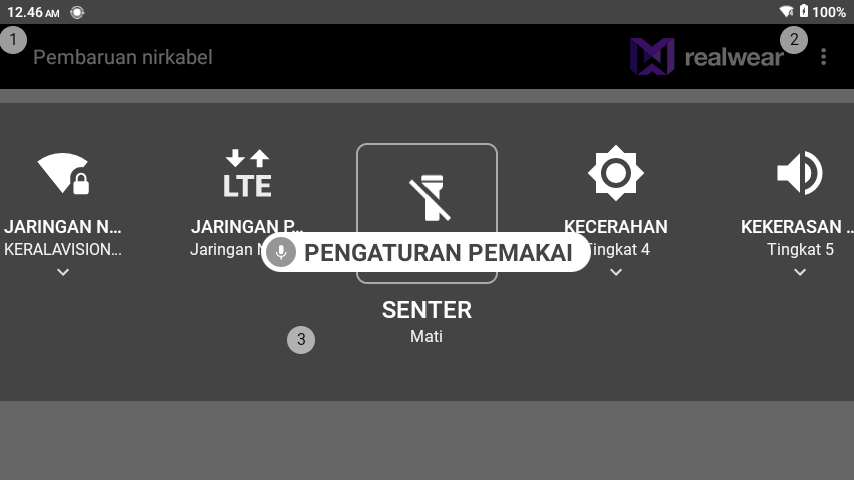 12.46 AM
100%
1
Pembaruan nirkabel
realwear
2
LTE
JARINGAN N...
KERALAVISION...
JARINGAN P...
Jaringan
PENGATURAN PEMAKAI
KECERAHAN
Tingkat 4
KEKERASAN ...
Tingkat 5
SENTER
Mati
3